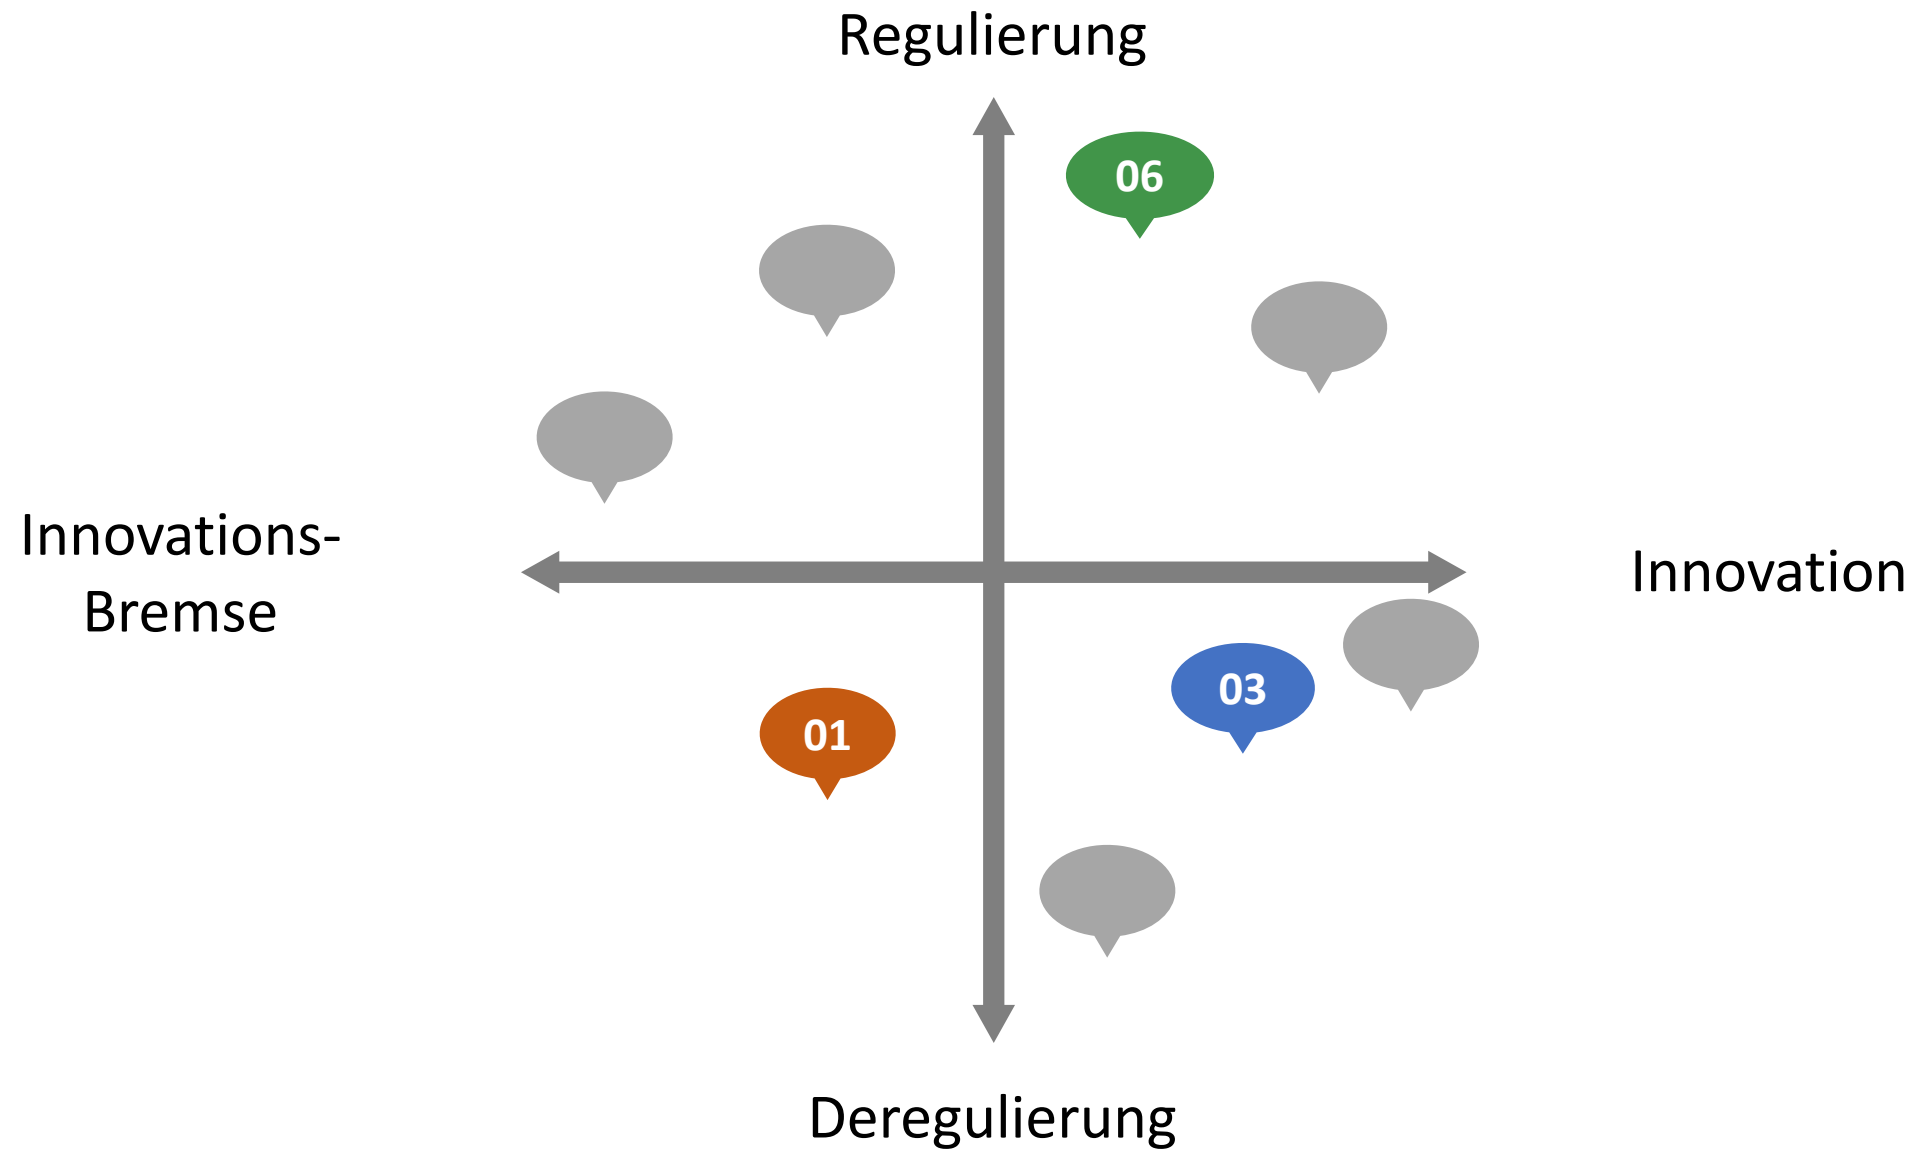 Regulierung
06
Innovations-
Bremse
Innovation
03
01
Deregulierung